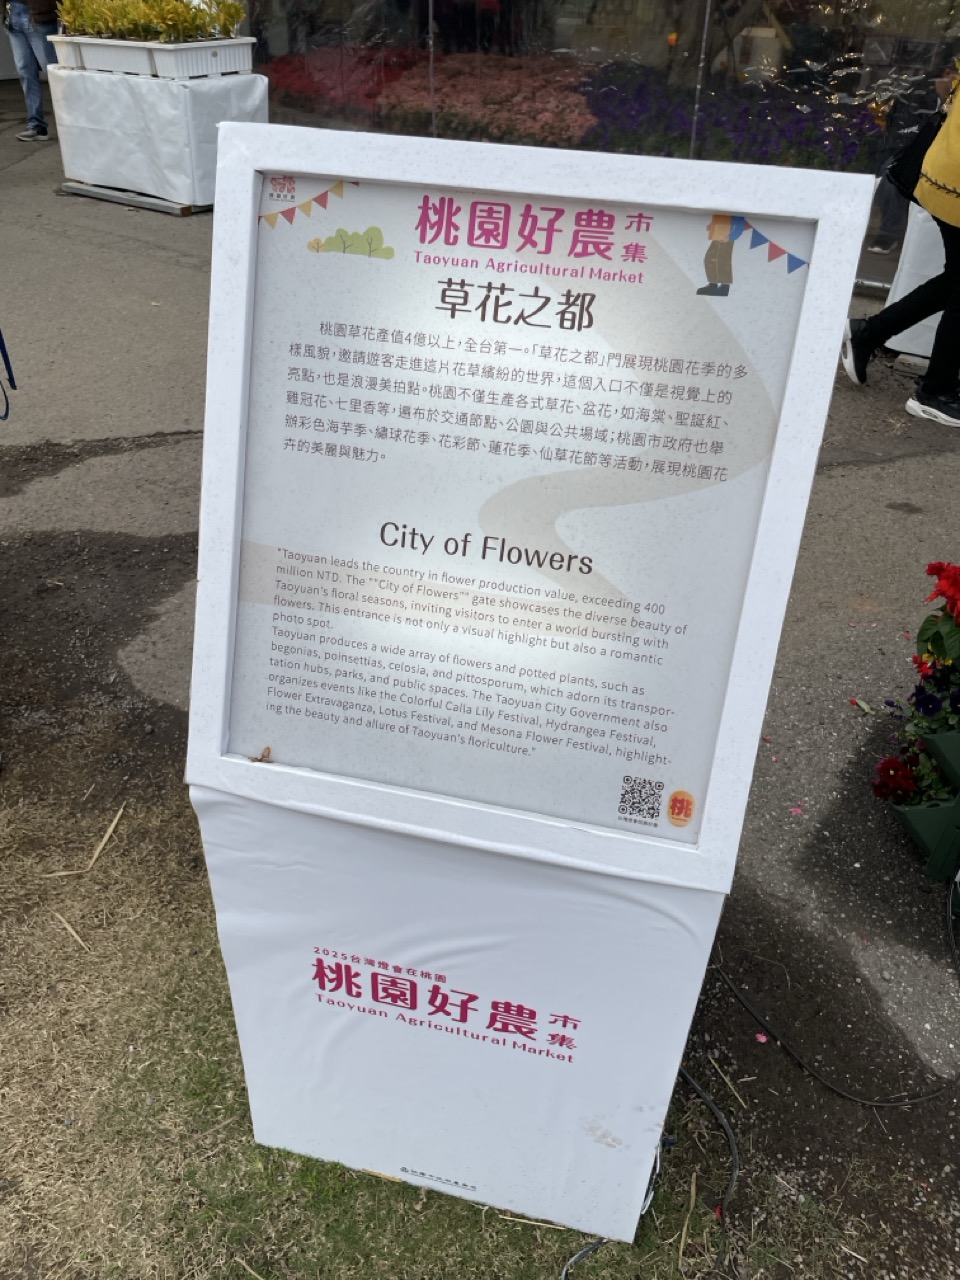 桃園好農市集
Taoyuan Agricultural Market
草花之都
桃園草花產值4億以上,全台第一。「草花之都」門展現桃園花季的多
樣風貌,邀請遊客走進這片花草繽紛的世界,這個入口不僅是視覺上的
亮點,也是浪漫美拍點。桃園不僅生產各式草花、盆花,如海棠、聖誕紅、
雞冠花、七里香等,遍布於交通節點、公園與公共場域;桃園市政府也舉
辦彩色海芋季、繡球花季、花彩節、蓮花季、仙草花節等活動,展現桃園花
卉的美麗與魅力。
City of Flowers
"Taoyuan leads the country in flower production value, exceeding 400
million NTD. The ""City of Flowers"" gate showcases the diverse beauty of
Taoyuan's floral seasons, inviting visitors to enter a world bursting with
flowers. This entrance is not only a visual highlight but also a romantic
photo spot.
Taoyuan produces a wide array of flowers and potted plants, such as
begonias, poinsettias, celosia, and pittosporum, which adorn its transpor-
tation hubs, parks, and public spaces. The Taoyuan City Government also
organizes events like the Colorful Calla Lily Festival, Hydrangea Festival,
Flower Extravaganza, Lotus Festival, and Mesona Flower Festival, highlight-
ing the beauty and allure of Taoyuan's floriculture."
桃
2025台灣燈會在桃園
桃園好農市集
Taoyuan Agricultural Market